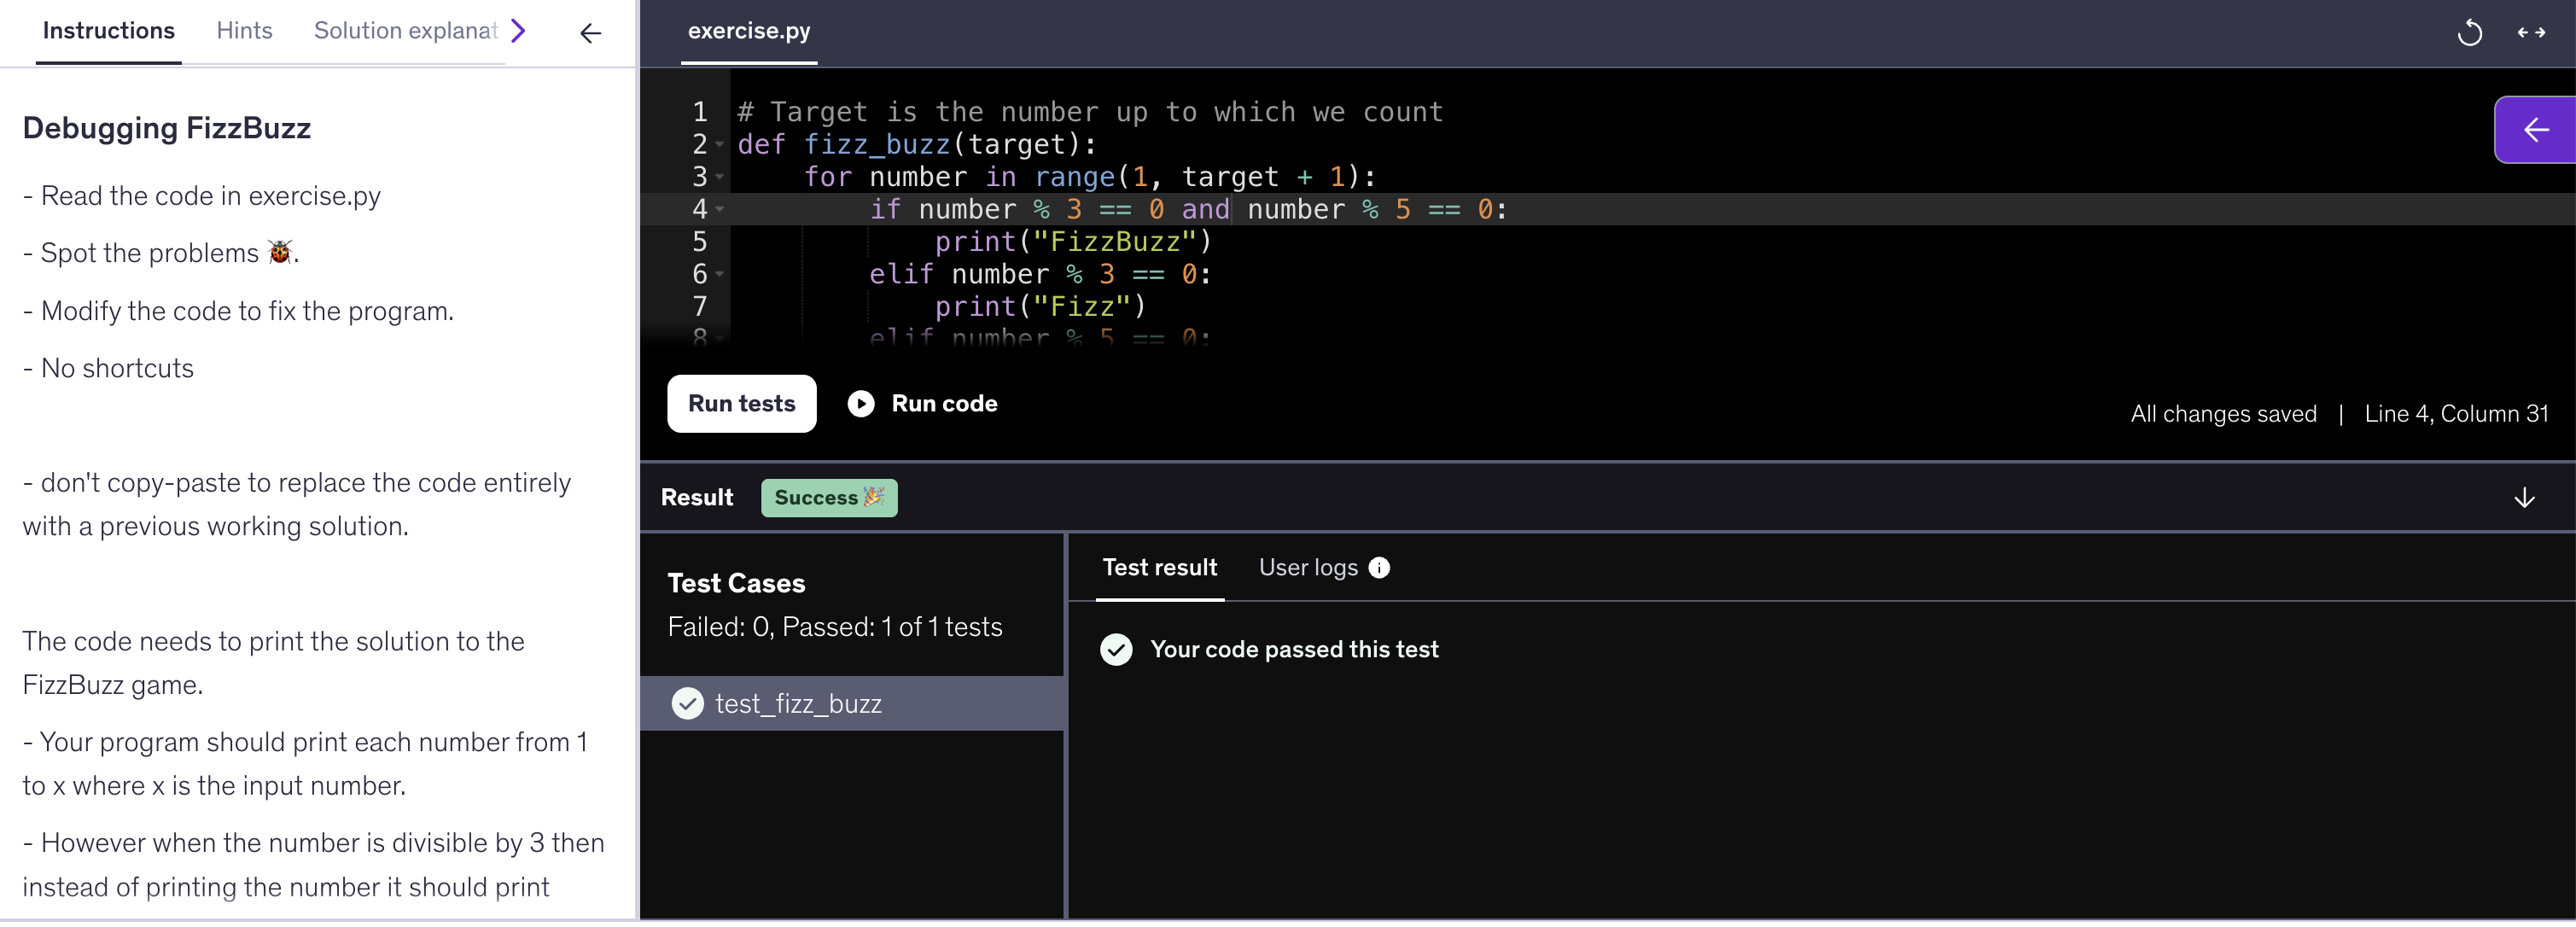 Instructions Hints Solution explanat
Debugging FizzBuzz
- Read the code in exercise.py
- Spot the problems 🐞.
- Modify the code to fix the program.
- No shortcuts
- don't copy-paste to replace the code entirely
with a previous working solution.
The code needs to print the solution to the
FizzBuzz game.
- Your program should print each number from 1
to x where x is the input number.
- However when the number is divisible by 3 then
instead of printing the number it should print
exercise.py
1 # Target is the number up to which we count
2 def fizz_buzz(target):
3     for number in range(1, target + 1):
4         if number % 3 == 0 and number % 5 == 0:
5             print("FizzBuzz")
6         elif number % 3 == 0:
7             print("Fizz")
8         elif number % 5 == 0:
Run tests Run code
All changes saved | Line 4, Column 31
Result Success🎉
Test Cases
Failed: 0, Passed: 1 of 1 tests
test_fizz_buzz
Test result User logs
Your code passed this test